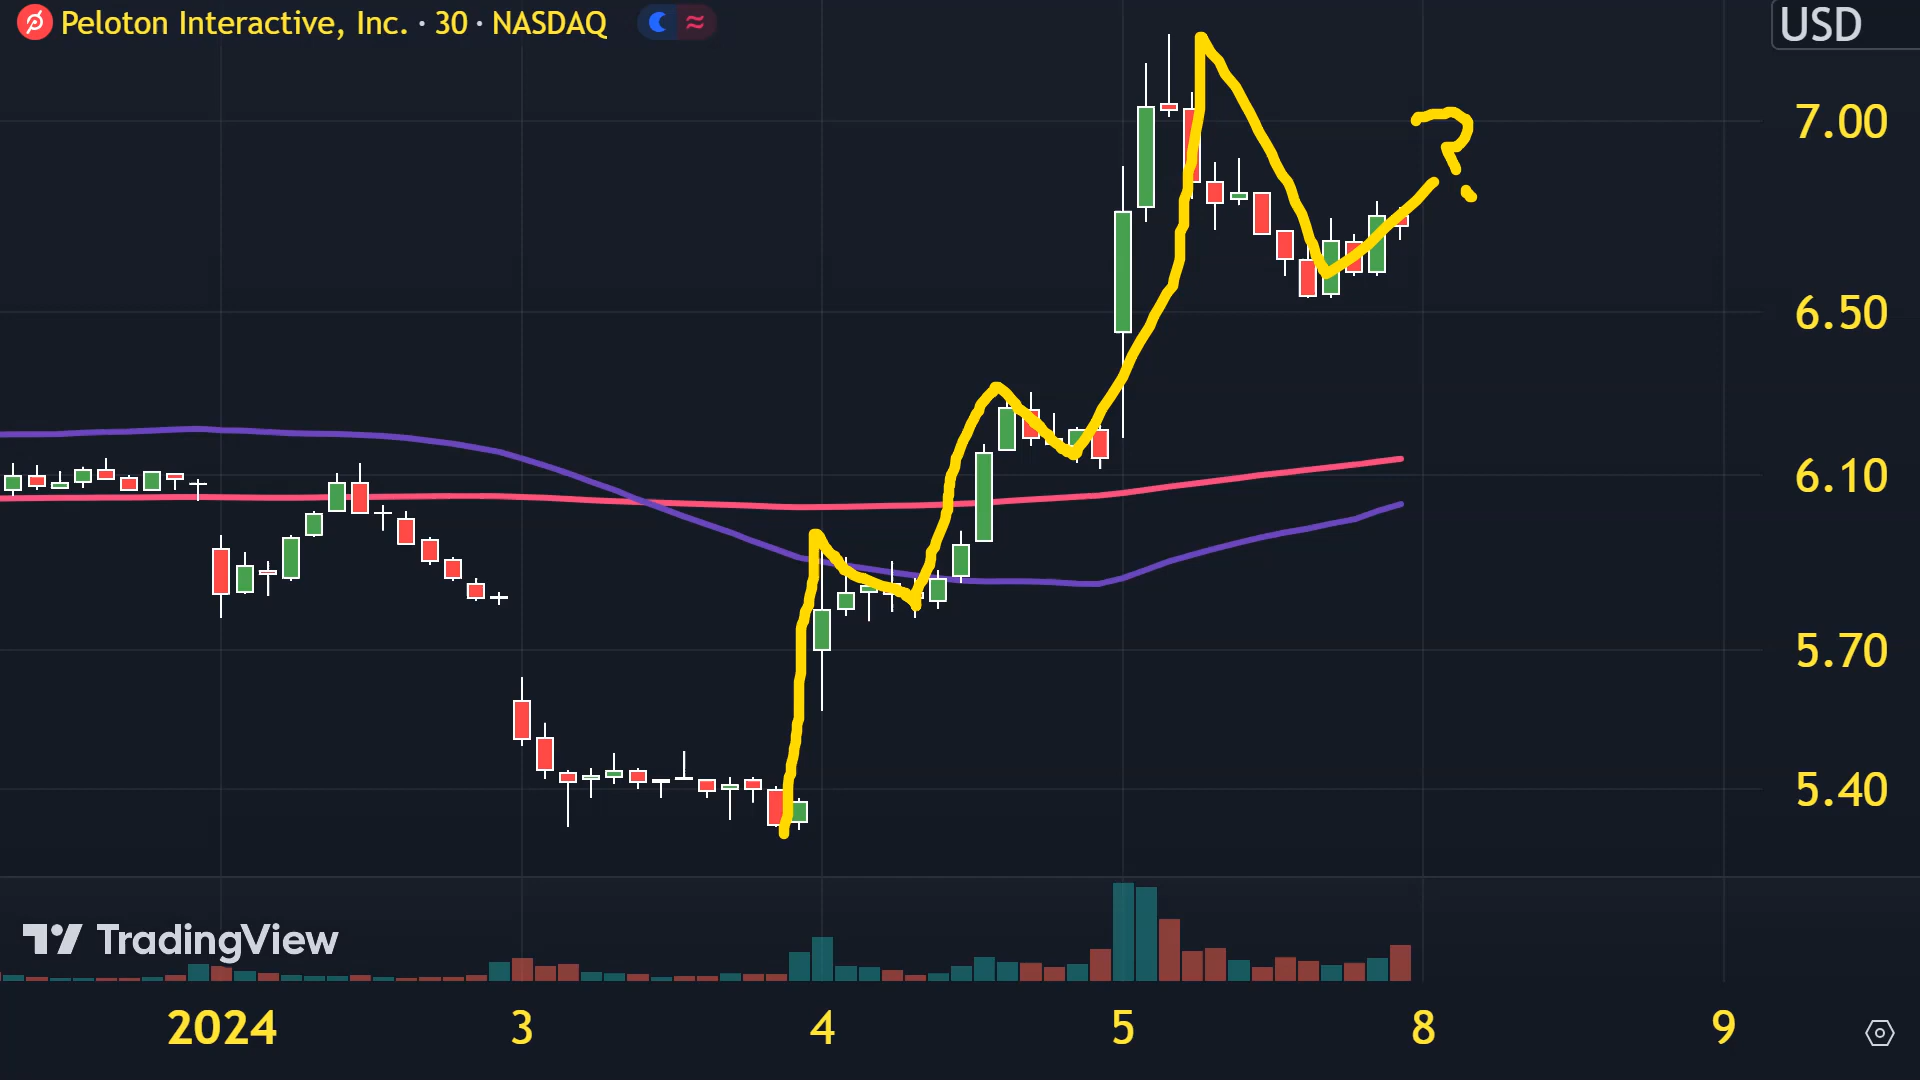 Peloton Interactive, Inc. · 30 · NASDAQ
USD
7.00
6.50
6.10
5.70
5.40
?
TradingView
2024 3 4 5 8 9